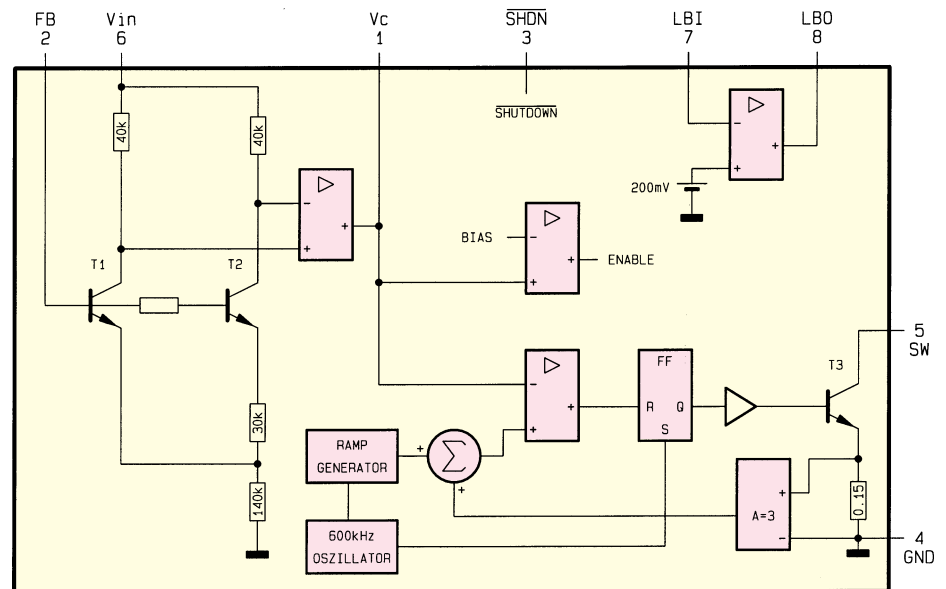 FB Vin Vc SHDN LBI LBO
2 6 1 3 7 8
SHUTDOWN
40k 40k
▷
-
+
+
200mV
▷
-
+
+
BIAS
▷
-
+
+
ENABLE
T1 T2
5
SW
▷
-
+
+
FF
R Q
S
T3
30k
RAMP
GENERATOR
+
Σ
+
140k
600kHz
OSZILLATOR
+
A=3
-
0.15
4
GND